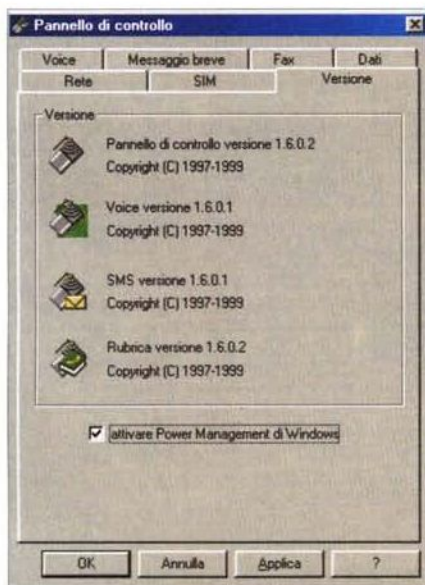 Pannello di controllo
Voice
Messaggio breve
Fax
Dati
Rete
SIM
Versione
Versione
Pannello di controllo versione 1.6.0.2
Copyright (C) 1997-1999
Voice versione 1.6.0.1
Copyright (C) 1997-1999
SMS versione 1.6.0.1
Copyright (C) 1997-1999
Rubrica versione 1.6.0.2
Copyright (C) 1997-1999
attivare Power Management di Windows
OK
Annulla
Applica
?